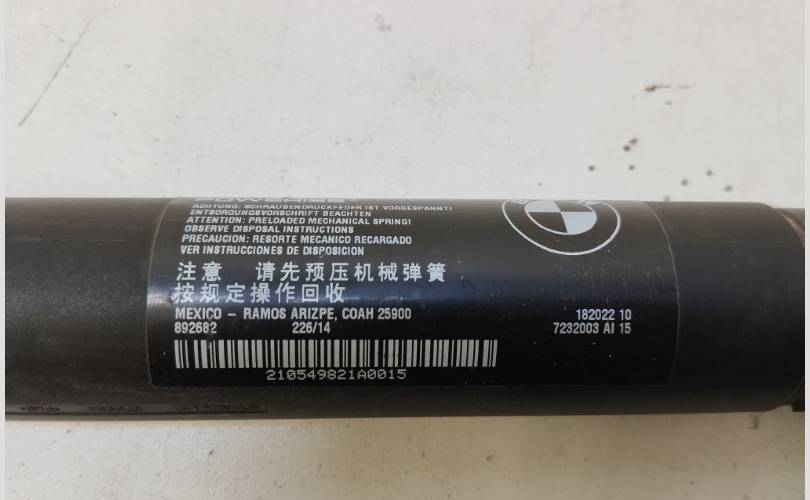 POWERISE
ACHTUNG: SCHRAUBENDRUCKFEDER IST VORGESPANNT!
ENTSORGUNGSVORSCHRIFT BEACHTEN
ATTENTION: PRELOADED MECHANICAL SPRING!
OBSERVE DISPOSAL INSTRUCTIONS
PRECAUCION: RESORTE MECANICO RECARGADO
VER INSTRUCCIONES DE DISPOSICION
注意 请先预压机械弹簧
按规定操作回收
MEXICO - RAMOS ARIZPE, COAH 25900
892682 226/14
182022 10
7232003 AI 15
210549821A0015